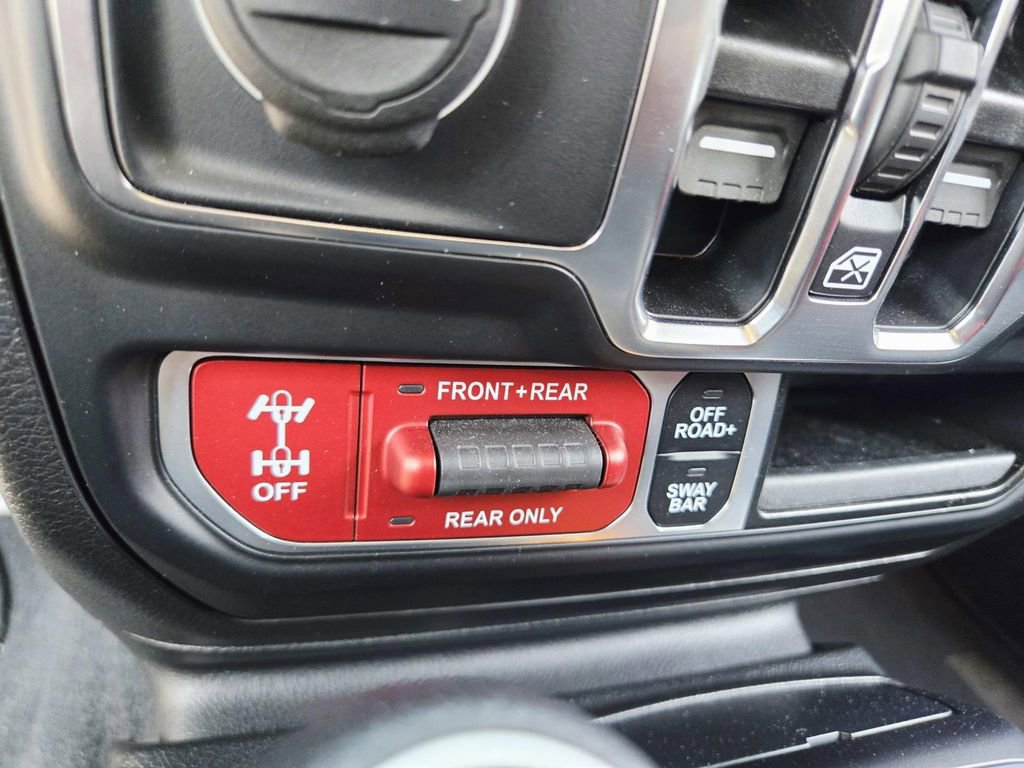 FRONT+REAR
OFF
REAR ONLY
OFF
ROAD+
SWAY
BAR